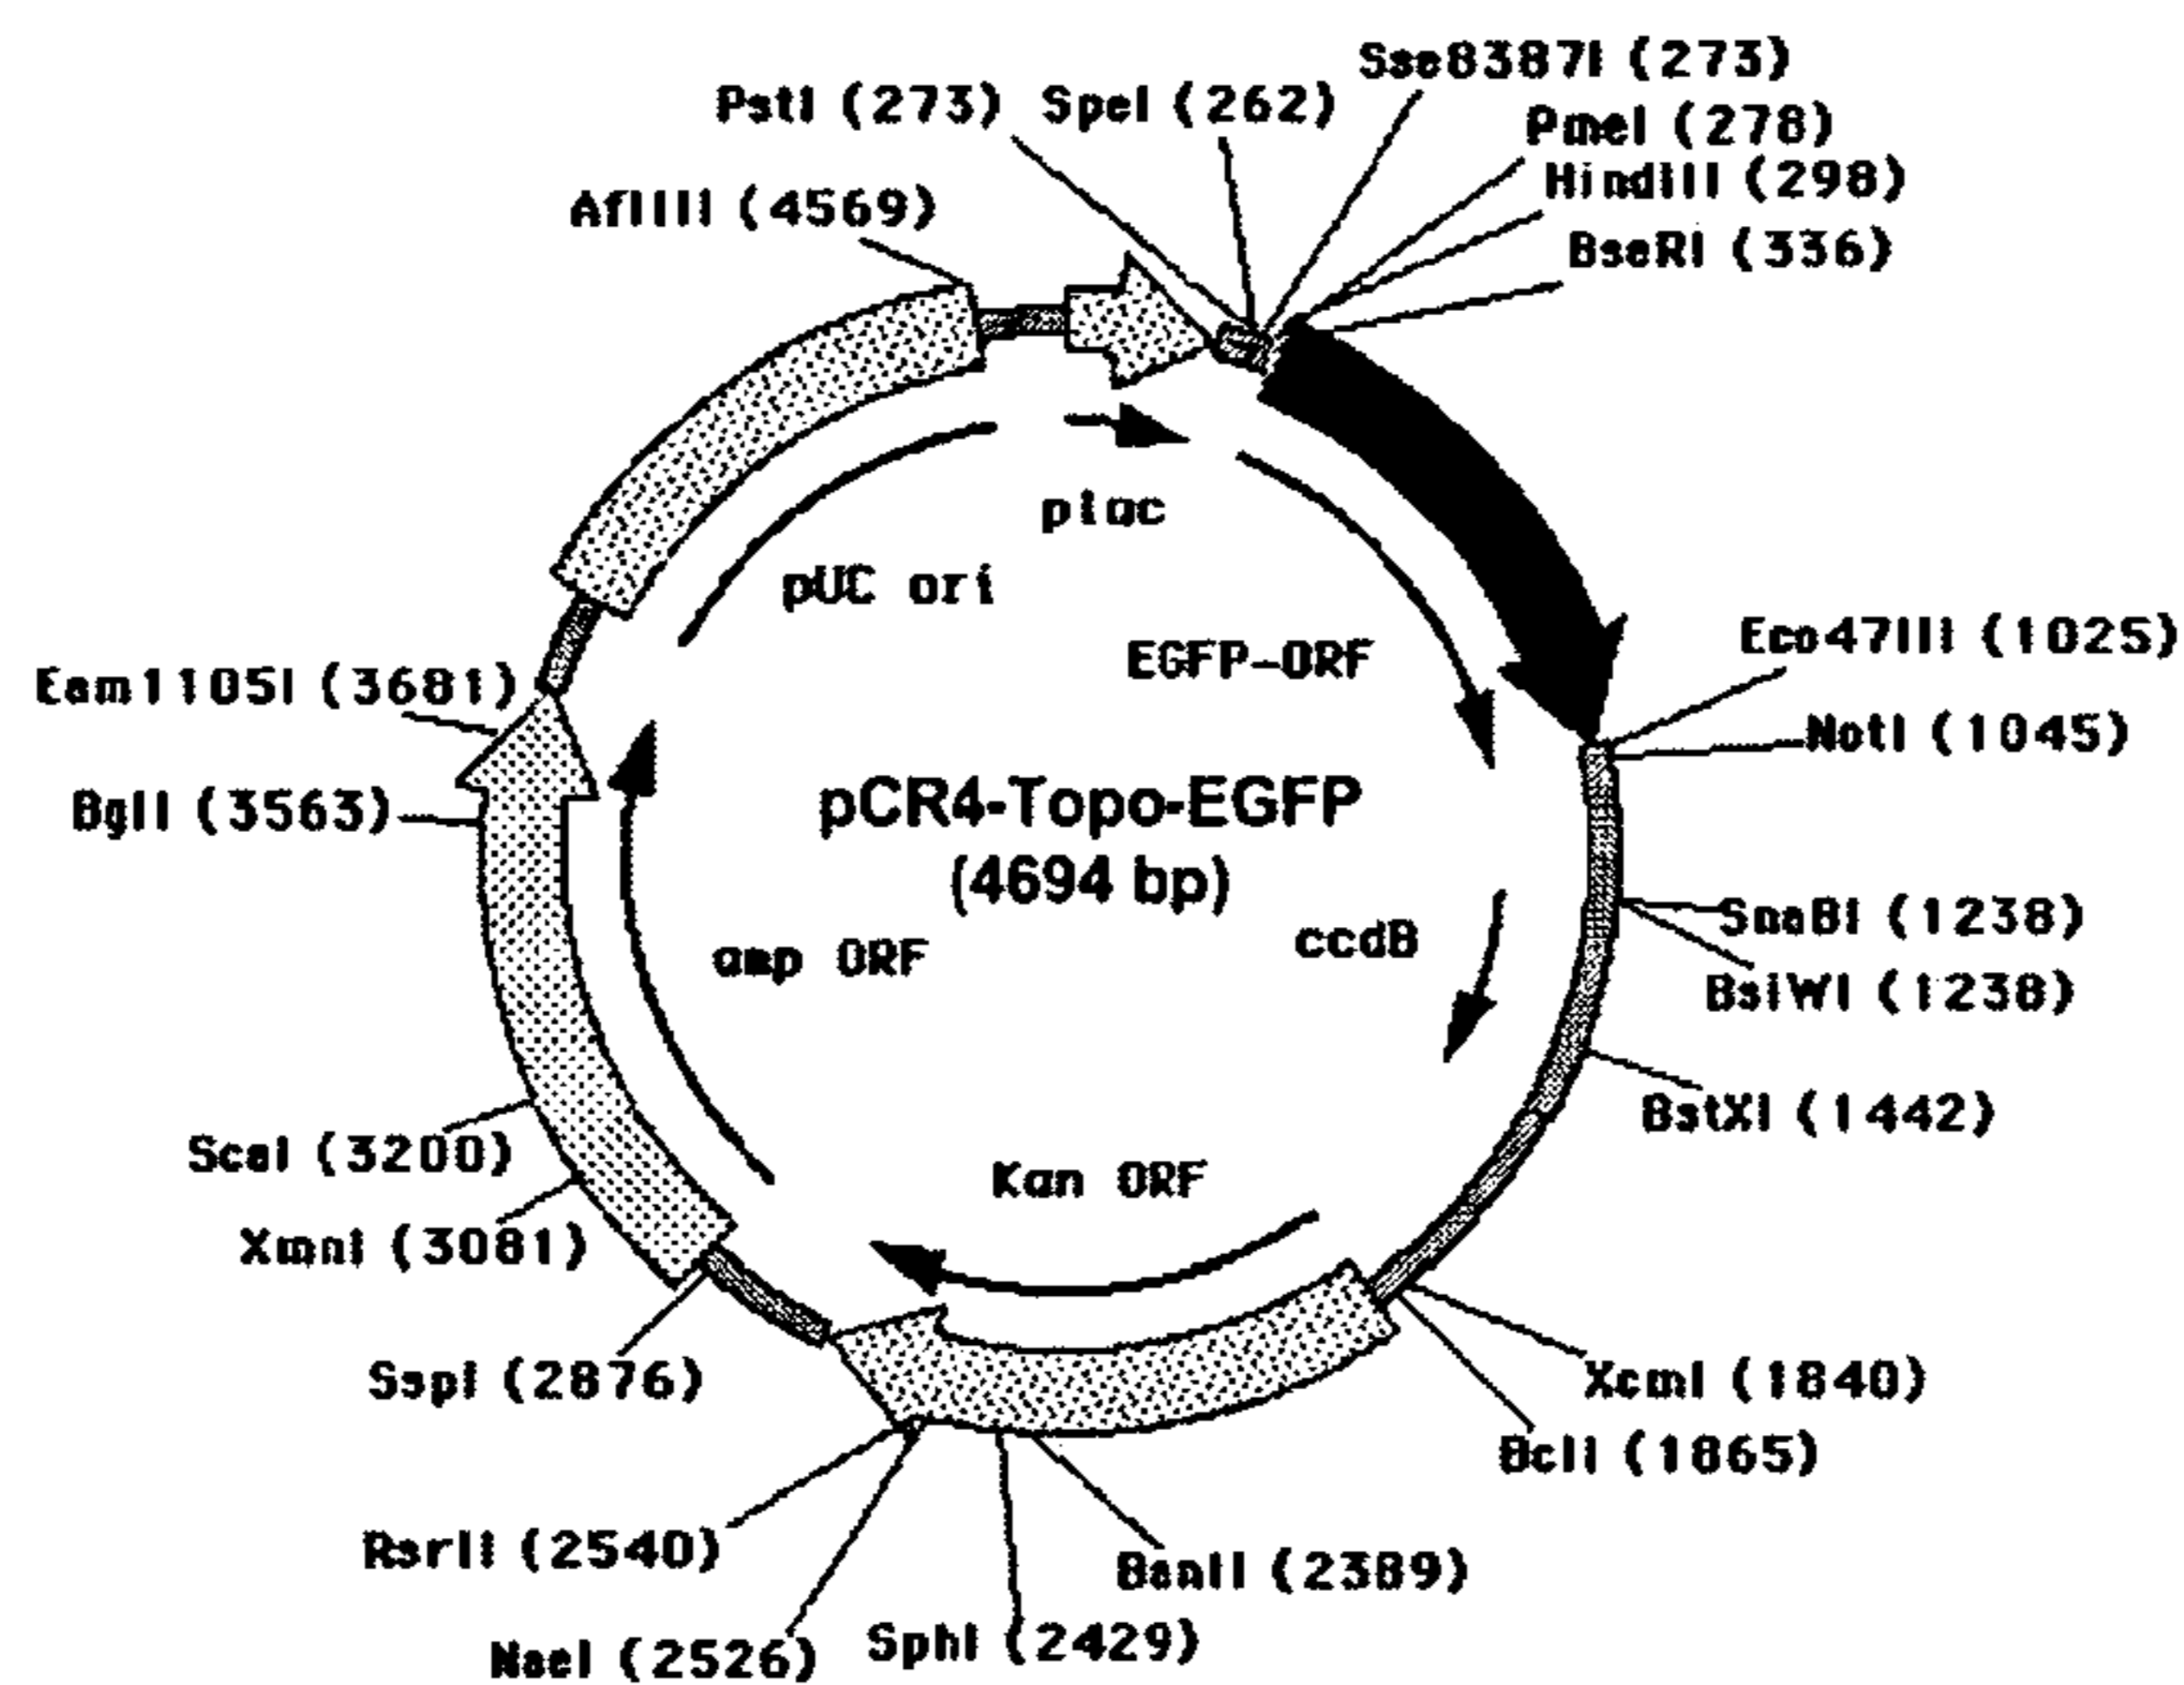 Sse8387I (273)
PstI (273) SpeI (262)
PmeI (278)
HindIII (298)
AflIII (4569)
BseRI (336)
plac
pUC ori
EGFP-ORF
Eco47III (1025)
Eam1105I (3681)
NotI (1045)
BglI (3563)
pCR4-Topo-EGFP
(4694 bp)
SnaBI (1238)
ccdB
amp ORF
BsiWI (1238)
BstXI (1442)
ScaI (3200)
Kan ORF
XmnI (3081)
SspI (2876)
XcmI (1840)
BclI (1865)
RsrII (2540)
BanII (2389)
SphI (2429)
NaeI (2526)